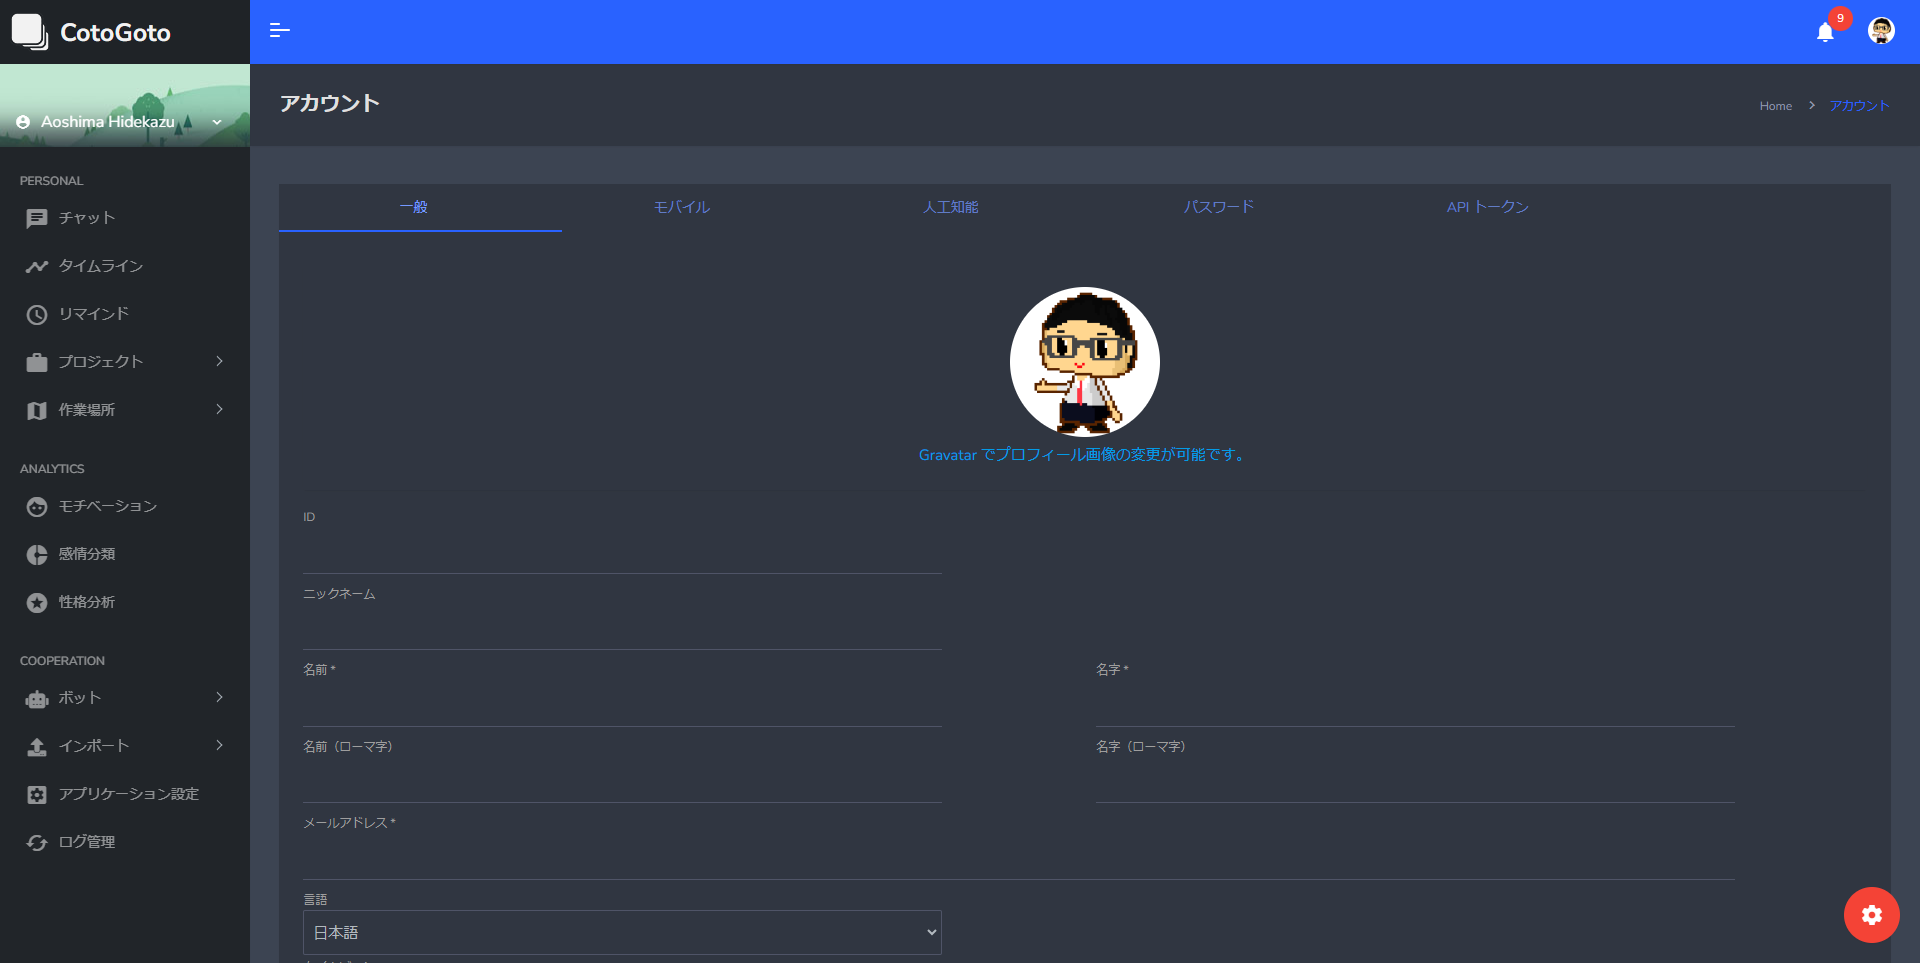 CotoGoto
9
Aoshima Hidekazu
アカウント
Home
アカウント
PERSONAL
チャット
タイムライン
リマインド
プロジェクト
作業場所
ANALYTICS
モチベーション
感情分類
性格分析
COOPERATION
ボット
インポート
アプリケーション設定
ログ管理
一般
モバイル
人工知能
パスワード
API トークン
Gravatar でプロフィール画像の変更が可能です。
ID
ニックネーム
名前 *
名字 *
名前（ローマ字）
名字（ローマ字）
メールアドレス *
言語
日本語